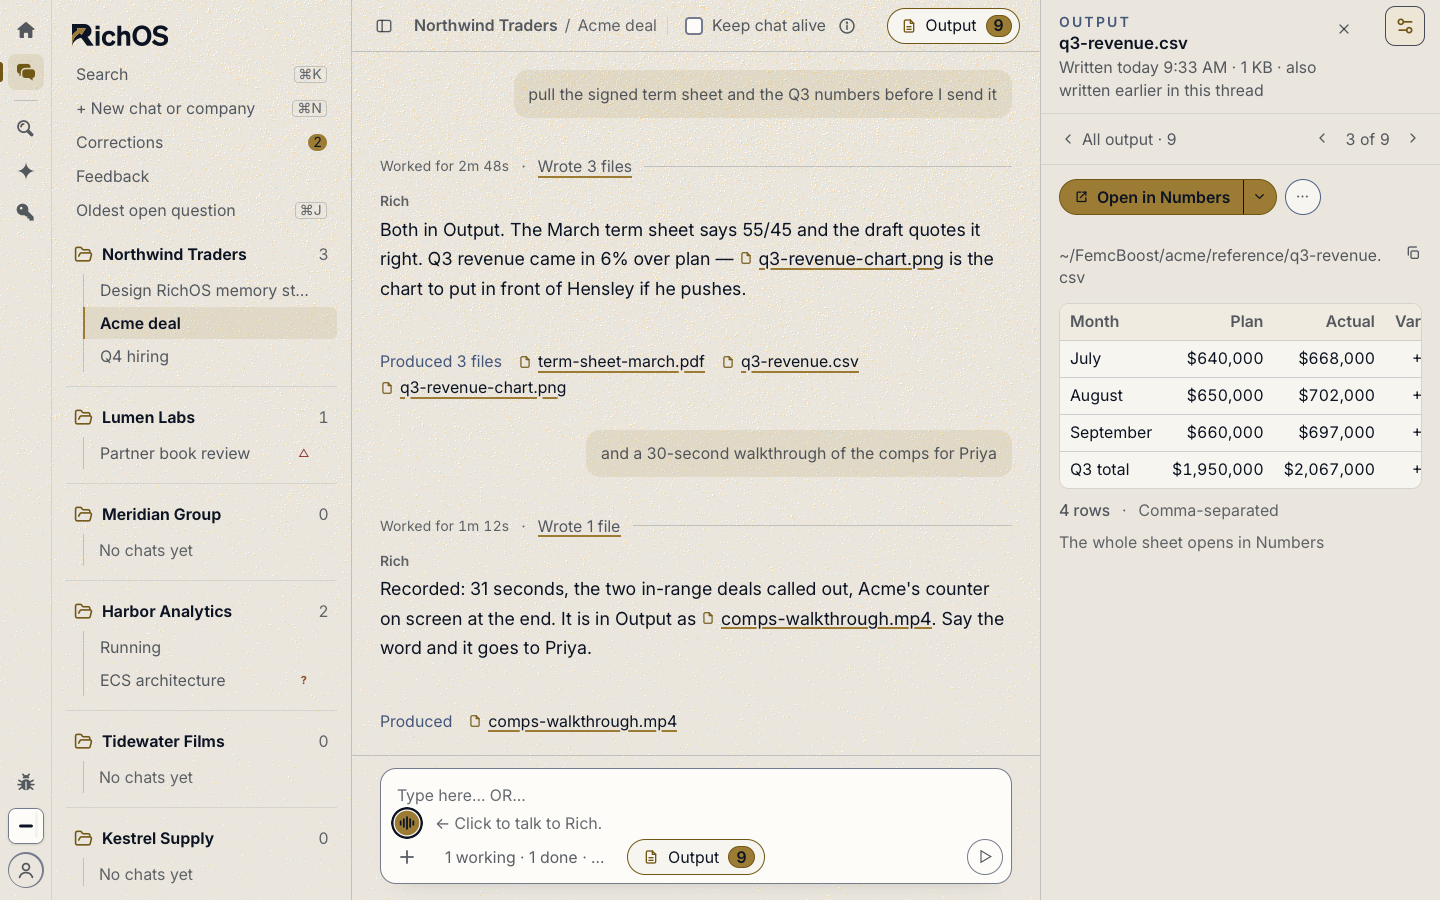 RichOS
Search ⌘K
+ New chat or company ⌘N
Corrections 2
Feedback
Oldest open question ⌘J
Northwind Traders 3
Design RichOS memory st...
Acme deal
Q4 hiring
Lumen Labs 1
Partner book review
Meridian Group 0
No chats yet
Harbor Analytics 2
Running
ECS architecture ?
Tidewater Films 0
No chats yet
Kestrel Supply 0
No chats yet
Northwind Traders / Acme deal Keep chat alive Output 9
pull the signed term sheet and the Q3 numbers before I send it
Worked for 2m 48s · Wrote 3 files
Rich
Both in Output. The March term sheet says 55/45 and the draft quotes it
right. Q3 revenue came in 6% over plan — q3-revenue-chart.png is the
chart to put in front of Hensley if he pushes.
Produced 3 files term-sheet-march.pdf q3-revenue.csv
q3-revenue-chart.png
and a 30-second walkthrough of the comps for Priya
Worked for 1m 12s · Wrote 1 file
Rich
Recorded: 31 seconds, the two in-range deals called out, Acme's counter
on screen at the end. It is in Output as comps-walkthrough.mp4. Say the
word and it goes to Priya.
Produced comps-walkthrough.mp4
Type here... OR...
← Click to talk to Rich.
1 working · 1 done · ... Output 9
OUTPUT
q3-revenue.csv
Written today 9:33 AM · 1 KB · also
written earlier in this thread
All output · 9 3 of 9
Open in Numbers
~/FemcBoost/acme/reference/q3-revenue.
csv
Month Plan Actual Var
July $640,000 $668,000 +
August $650,000 $702,000 +
September $660,000 $697,000 +
Q3 total $1,950,000 $2,067,000 +
4 rows · Comma-separated
The whole sheet opens in Numbers